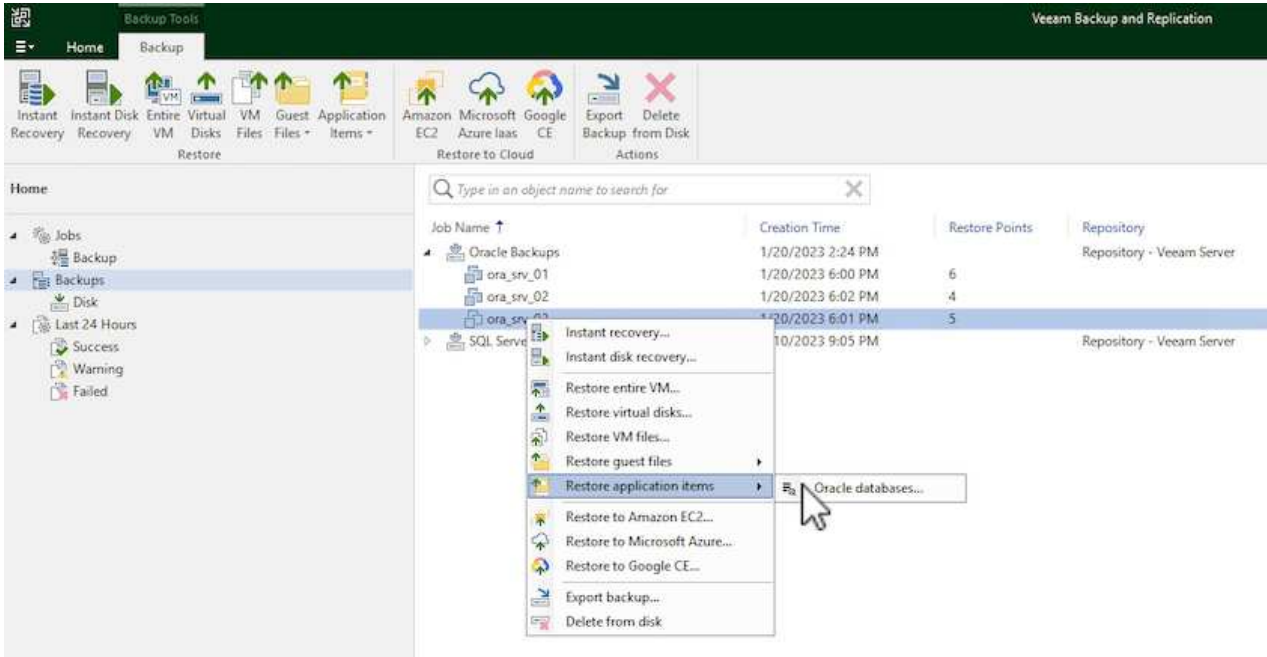 Backup Tools
Veeam Backup and Replication
Home Backup
Instant Recovery
Instant Disk Recovery
Entire VM
Virtual Disks
VM Files
Guest Files
Application Items
Restore
Amazon EC2
Microsoft Azure Iaas
Google CE
Restore to Cloud
Export Backup
Delete from Disk
Actions
Home
Jobs
Backup
Backups
Disk
Last 24 Hours
Success
Warning
Failed
Type in an object name to search for
Job Name Creation Time Restore Points Repository
Oracle Backups 1/20/2023 2:24 PM Repository - Veeam Server
ora_srv_01 1/20/2023 6:00 PM 6
ora_srv_02 1/20/2023 6:02 PM 4
1/20/2023 6:01 PM 5
SQL Serve 10/2023 9:05 PM Repository - Veeam Server
Instant recovery...
Instant disk recovery...
Restore entire VM...
Restore virtual disks...
Restore VM files...
Restore guest files
Restore application items
Oracle databases...
Restore to Amazon EC2...
Restore to Microsoft Azure...
Restore to Google CE...
Export backup...
Delete from disk